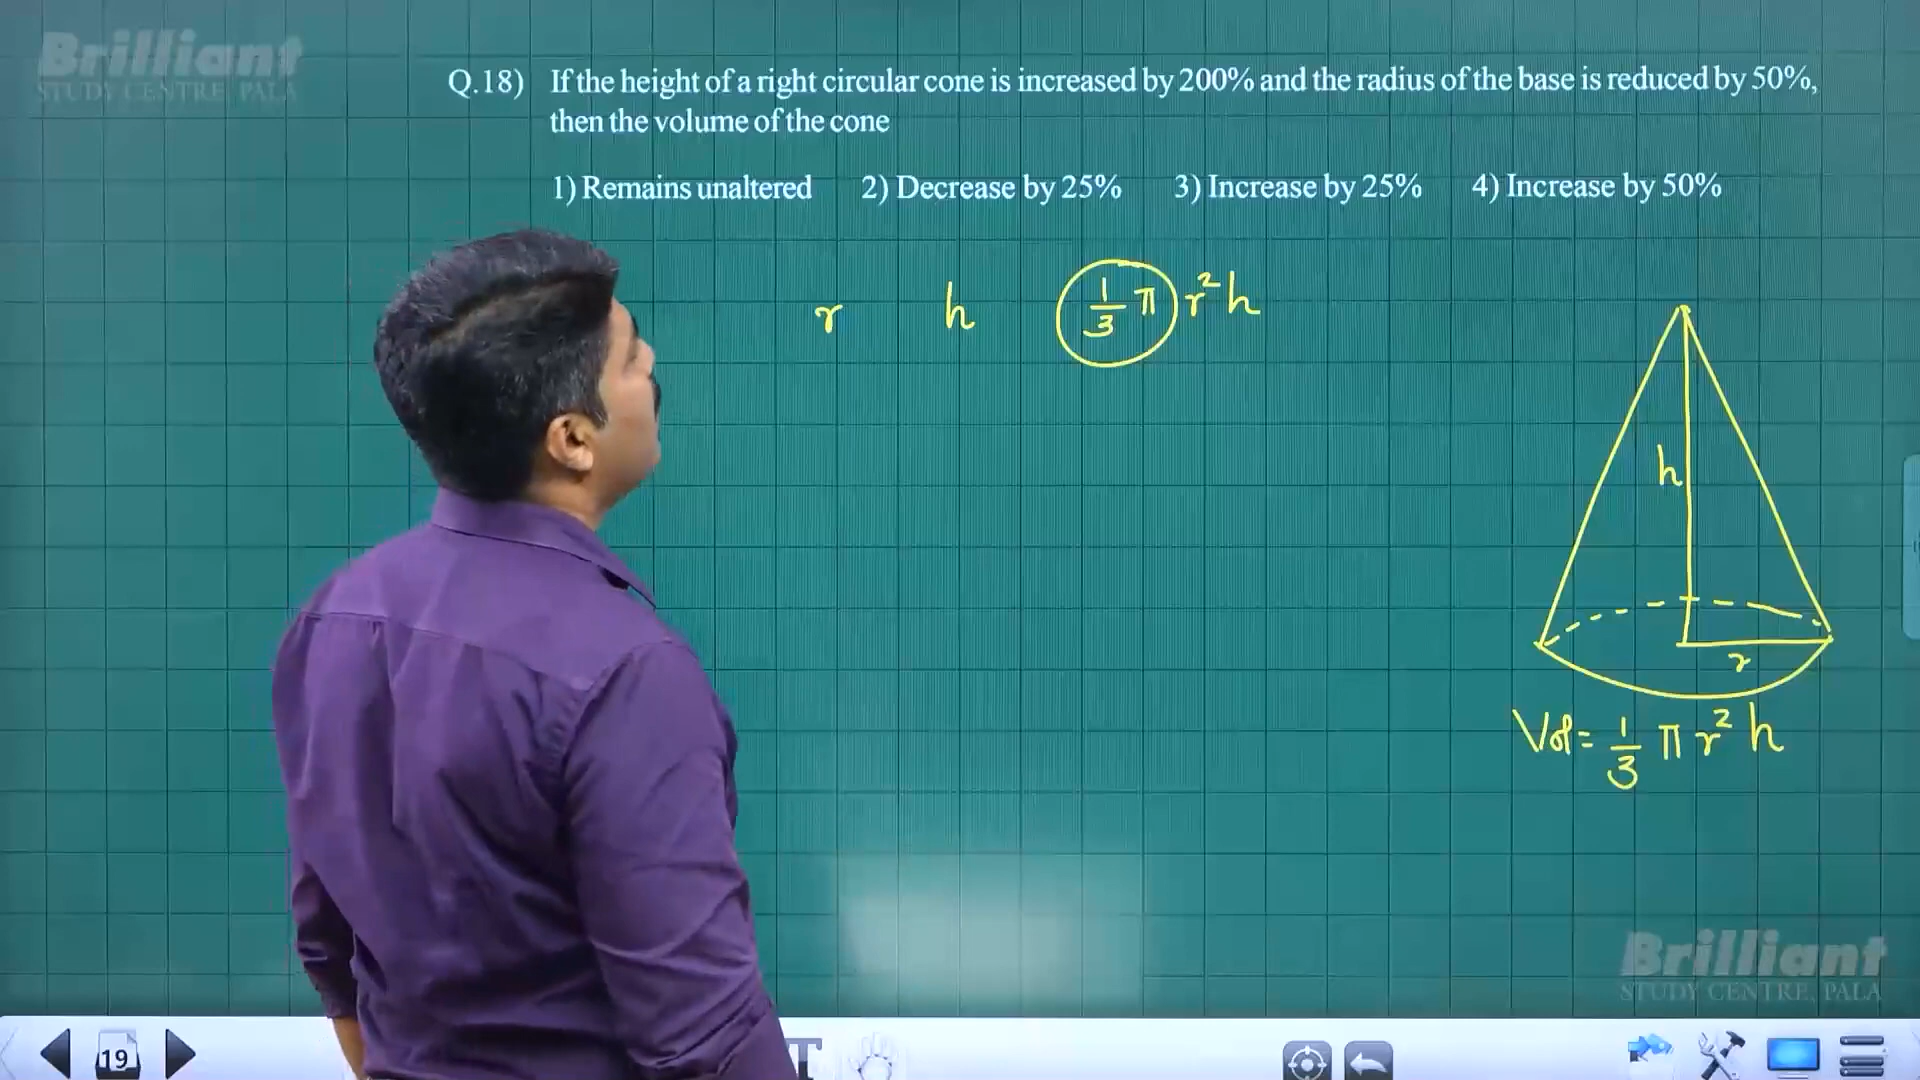 Brilliant
STUDY CENTRE, PALA
Q.18) If the height of a right circular cone is increased by 200% and the radius of the base is reduced by 50%,
then the volume of the cone
1) Remains unaltered 2) Decrease by 25% 3) Increase by 25% 4) Increase by 50%
r h 1/3 π r² h
h
r
Vol = 1/3 π r² h
Brilliant
STUDY CENTRE, PALA
19
T